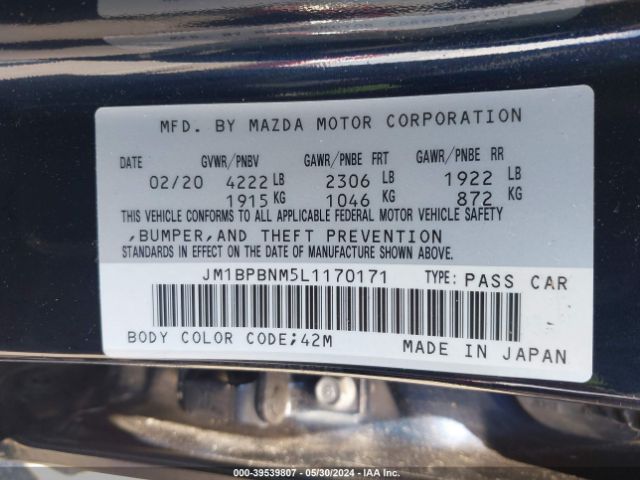 MFD. BY MAZDA MOTOR CORPORATION
DATE GVWR/PNBV GAWR/PNBE FRT GAWR/PNBE RR
02/20 4222 LB 2306 LB 1922 LB
1915 KG 1046 KG 872 KG
THIS VEHICLE CONFORMS TO ALL APPLICABLE FEDERAL MOTOR VEHICLE SAFETY
,BUMPER,AND THEFT PREVENTION
STANDARDS IN EFFECT ON THE DATE OF MANUFACTURE SHOWN ABOVE.
JM1BPBNM5L1170171 TYPE: PASS CAR
BODY COLOR CODE;42M MADE IN JAPAN
000-39539807 - 05/30/2024 - IAA Inc.